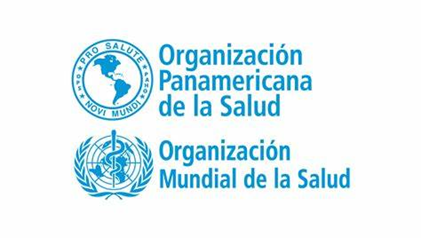 PRO SALUTE
NOVI MUNDI
Organización
Panamericana
de la Salud
Organización
Mundial de la Salud